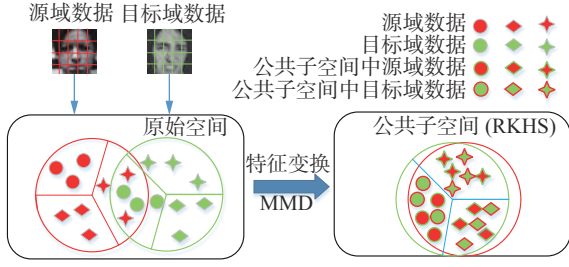 源域数据 目标域数据
源域数据
目标域数据
公共子空间中源域数据
公共子空间中目标域数据
原始空间
特征变换
MMD
公共子空间 (RKHS)